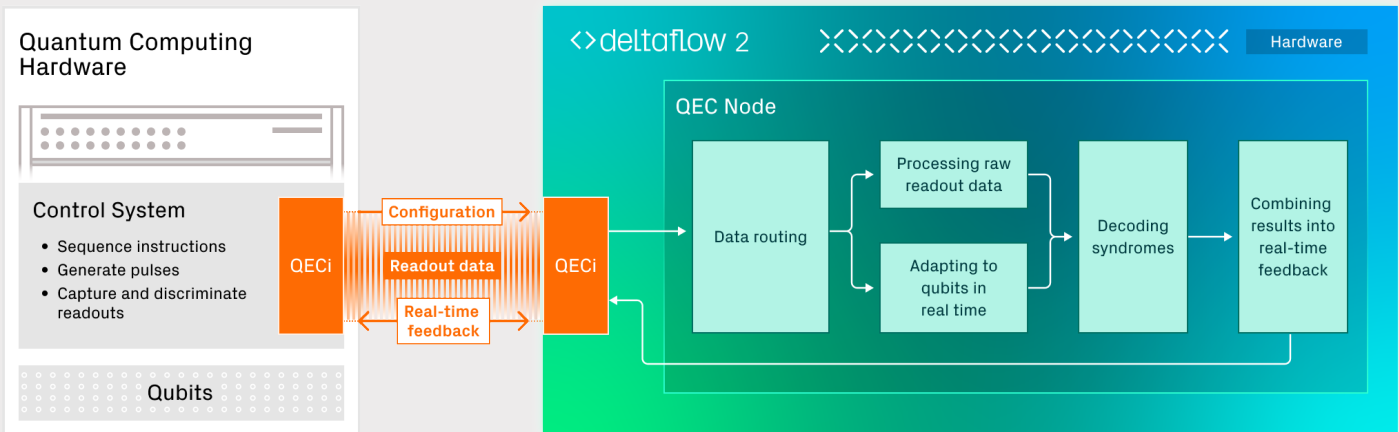 Quantum Computing
Hardware
Control System
• Sequence instructions
• Generate pulses
• Capture and discriminate
readouts
Qubits
QECi
Configuration
Readout data
Real-time
feedback
QECi
<>deltaflow 2
Hardware
QEC Node
Data routing
Processing raw
readout data
Adapting to
qubits in
real time
Decoding
syndromes
Combining
results into
real-time
feedback